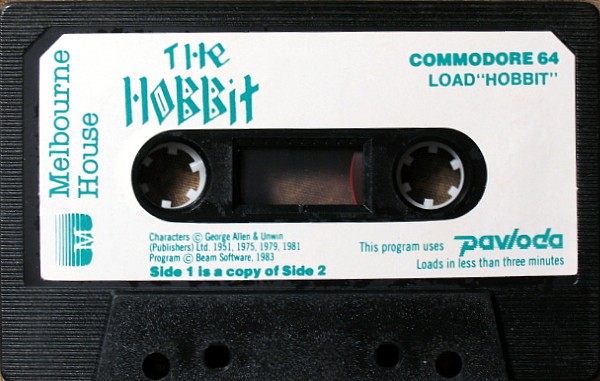 THE
HOBBIT
COMMODORE 64
LOAD"HOBBIT"
Melbourne
House
M
Characters © George Allen & Unwin
(Publishers) Ltd. 1951, 1975, 1979, 1981
Program © Beam Software, 1983
Side 1 is a copy of Side 2
This program uses pavloda
Loads in less than three minutes